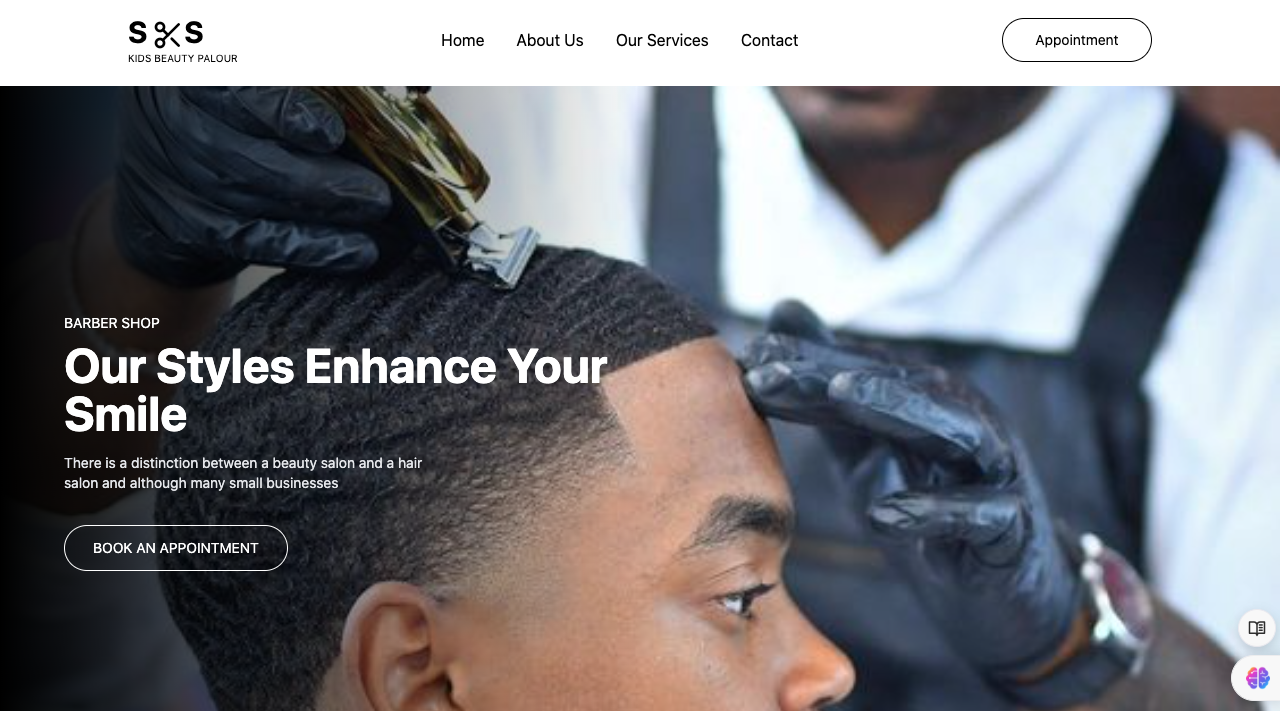 S S
KIDS BEAUTY PALOUR
Home About Us Our Services Contact
Appointment
BARBER SHOP
Our Styles Enhance Your
Smile
There is a distinction between a beauty salon and a hair
salon and although many small businesses
BOOK AN APPOINTMENT